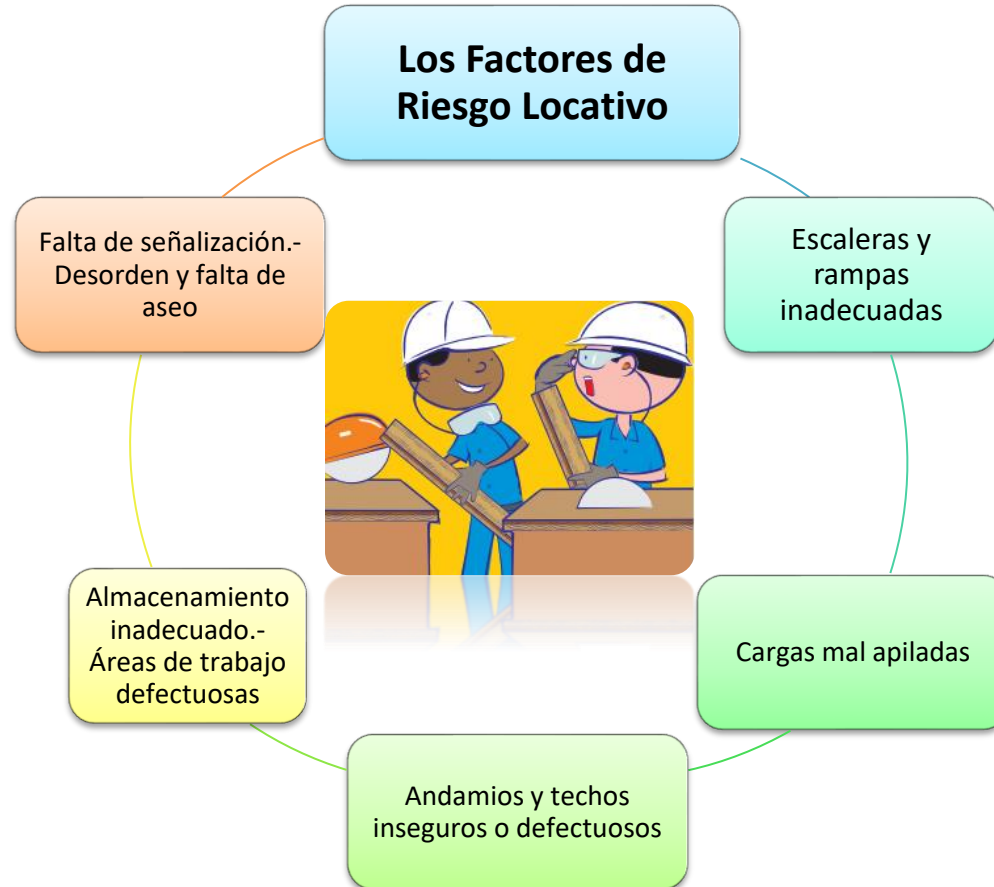 Los Factores de
Riesgo Locativo
Escaleras y
rampas
inadecuadas
Cargas mal apiladas
Andamios y techos
inseguros o defectuosos
Almacenamiento
inadecuado.-
Áreas de trabajo
defectuosas
Falta de señalización.-
Desorden y falta de
aseo